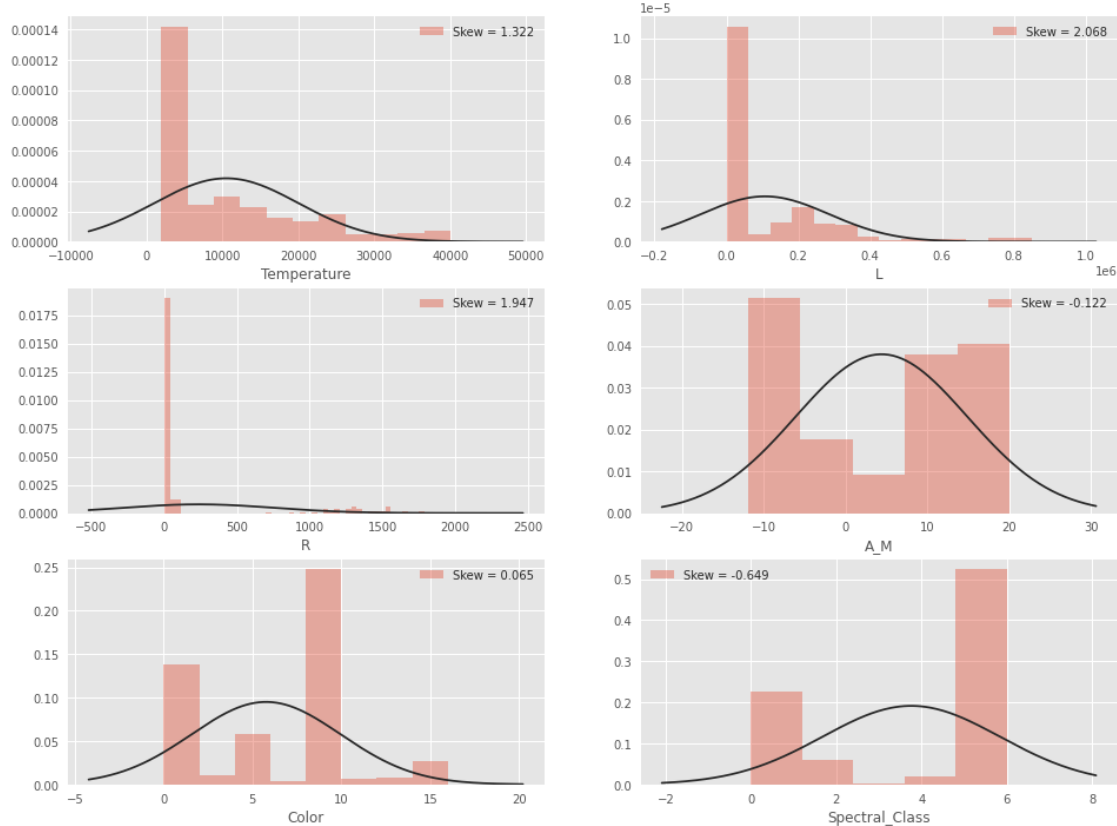 Skew = 1.322
0.00014
0.00012
0.00010
0.00008
0.00006
0.00004
0.00002
0.00000
−10000 0 10000 20000 30000 40000 50000
Temperature
1e−5
Skew = 2.068
1.0
0.8
0.6
0.4
0.2
0.0
−0.2 0.0 0.2 0.4 0.6 0.8 1.0
1e6
L
Skew = 1.947
0.0175
0.0150
0.0125
0.0100
0.0075
0.0050
0.0025
0.0000
−500 0 500 1000 1500 2000 2500
R
Skew = -0.122
0.05
0.04
0.03
0.02
0.01
0.00
−20 −10 0 10 20 30
A_M
Skew = 0.065
0.25
0.20
0.15
0.10
0.05
0.00
−5 0 5 10 15 20
Color
Skew = -0.649
0.5
0.4
0.3
0.2
0.1
0.0
−2 0 2 4 6 8
Spectral_Class